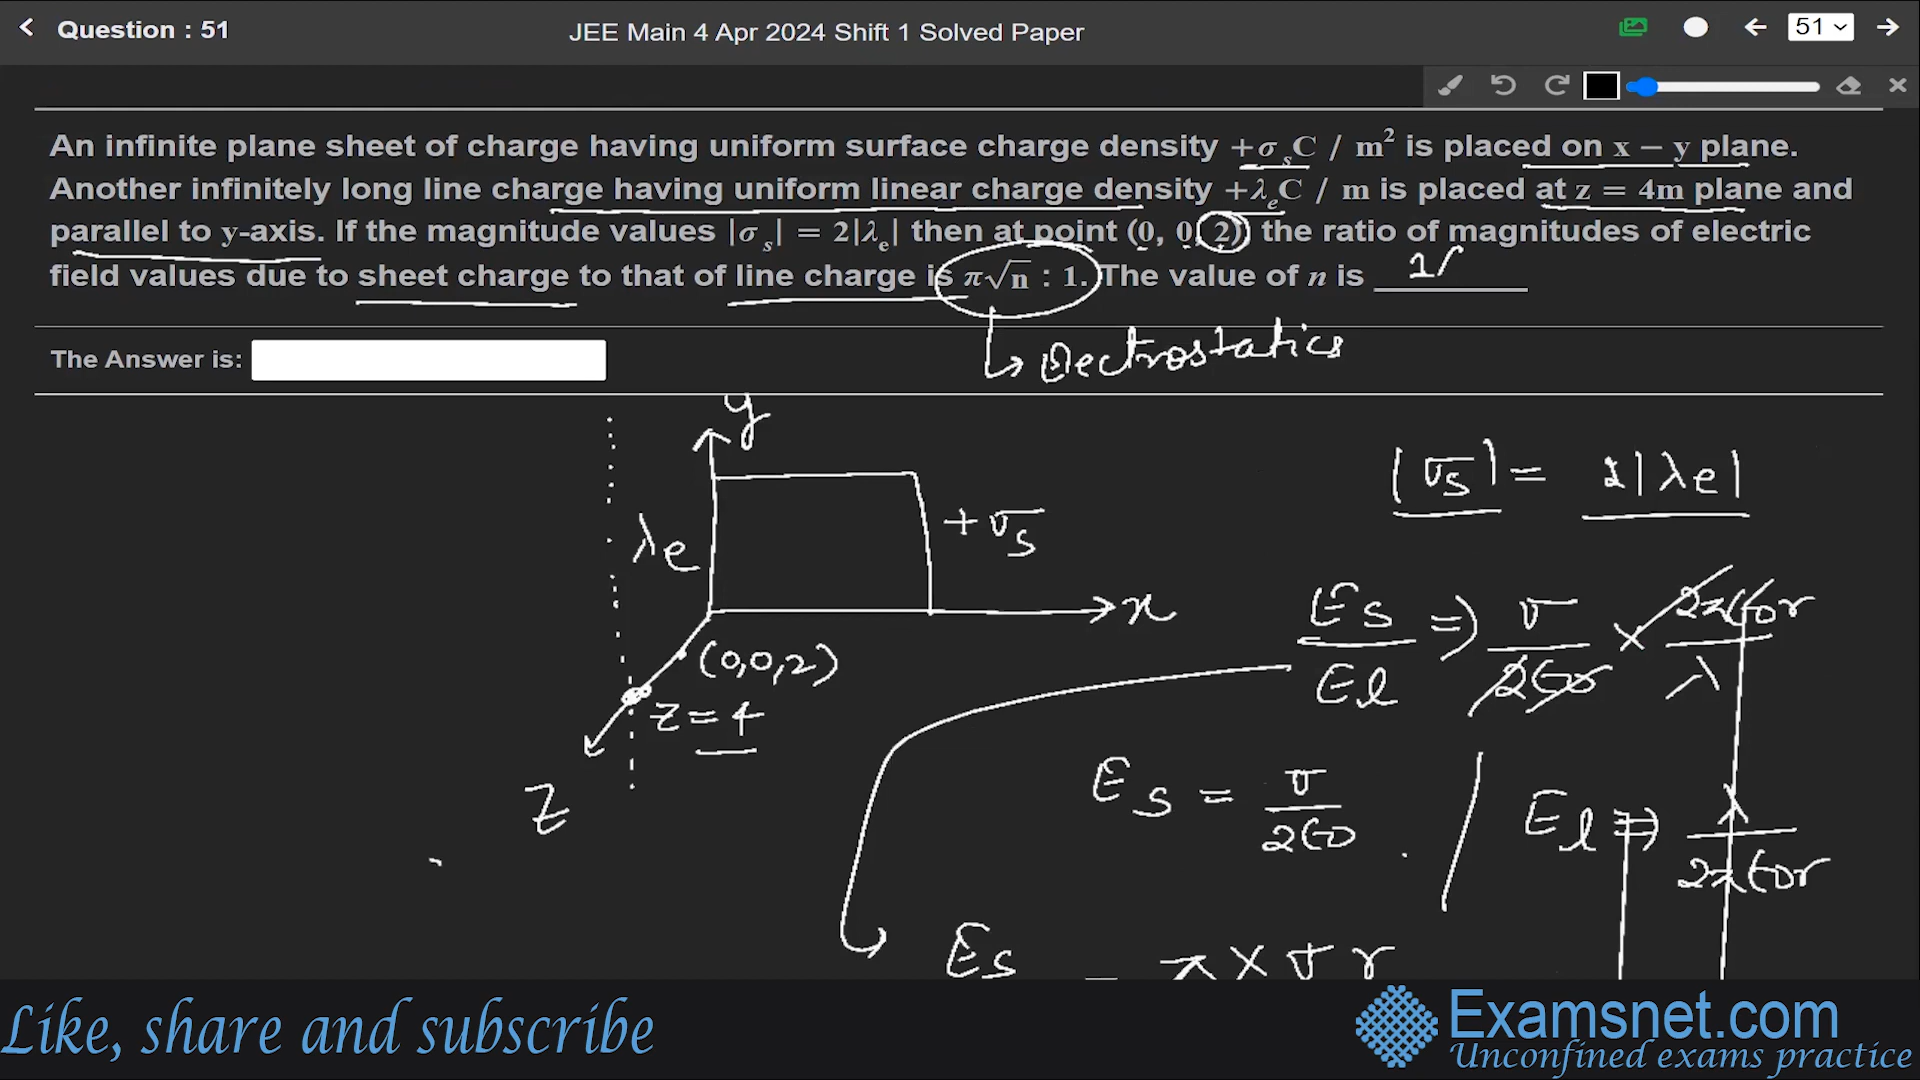 Question : 51
JEE Main 4 Apr 2024 Shift 1 Solved Paper
51
An infinite plane sheet of charge having uniform surface charge density +σₛC / m² is placed on x − y plane.
Another infinitely long line charge having uniform linear charge density +λₑC / m is placed at z = 4m plane and
parallel to y-axis. If the magnitude values |σₛ| = 2|λₑ| then at point (0, 0, 2) the ratio of magnitudes of electric
field values due to sheet charge to that of line charge is π√n : 1. The value of n is
Electrostatics
The Answer is:
y
|σs| = 2|λe|
λe
+σs
x
Es/El ⇒ σ/2ε0 × 2πε0r/λ
(0,0,2)
z = 4
Z
Es = σ/2ε0
El ⇒ λ/2πε0r
Es = π × σ r
Like, share and subscribe
Examsnet.com
Unconfined exams practice